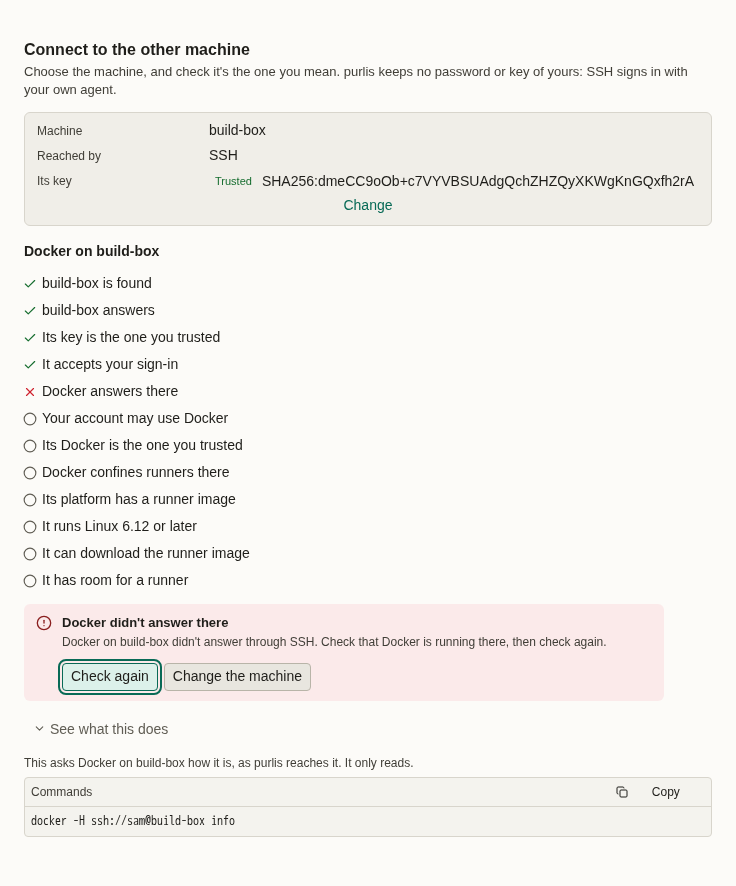 Connect to the other machine
Choose the machine, and check it's the one you mean. purlis keeps no password or key of yours: SSH signs in with
your own agent.
Machine build-box
Reached by SSH
Its key Trusted SHA256:dmeCC9oOb+c7VYVBSUAdgQchZHZQyXKWgKnGQxfh2rA
Change
Docker on build-box
build-box is found
build-box answers
Its key is the one you trusted
It accepts your sign-in
Docker answers there
Your account may use Docker
Its Docker is the one you trusted
Docker confines runners there
Its platform has a runner image
It runs Linux 6.12 or later
It can download the runner image
It has room for a runner
Docker didn't answer there
Docker on build-box didn't answer through SSH. Check that Docker is running there, then check again.
Check again Change the machine
See what this does
This asks Docker on build-box how it is, as purlis reaches it. It only reads.
Commands Copy
docker -H ssh://sam@build-box info